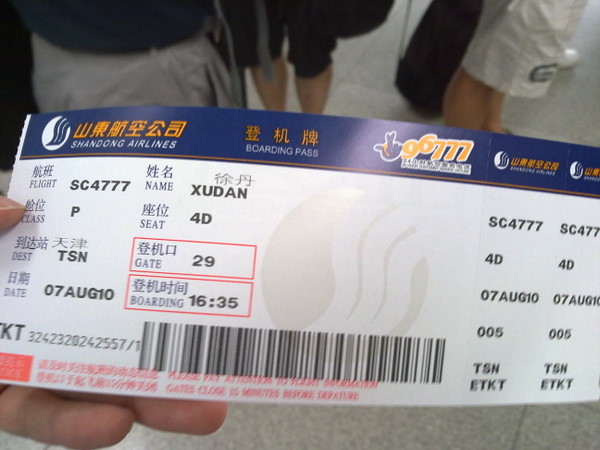 山東航空公司
SHANDONG AIRLINES
登机牌
BOARDING PASS
96777
航班 FLIGHT SC4777
姓名 NAME 徐丹 XUDAN
舱位 CLASS P
座位 SEAT 4D
到达站 DEST 天津 TSN
登机口 GATE 29
日期 DATE 07AUG10
登机时间 BOARDING 16:35
ETKT 3242320242557/1
PLEASE PAY ATTENTION TO FLIGHT INFORMATION
GATES CLOSE 15 MINUTES BEFORE DEPARTURE
山東航空公司
SHANDONG AIRLINES
SC4777
4D
07AUG10
005
TSN
ETKT
SC477
4D
07AUG10
005
TSN
ETKT